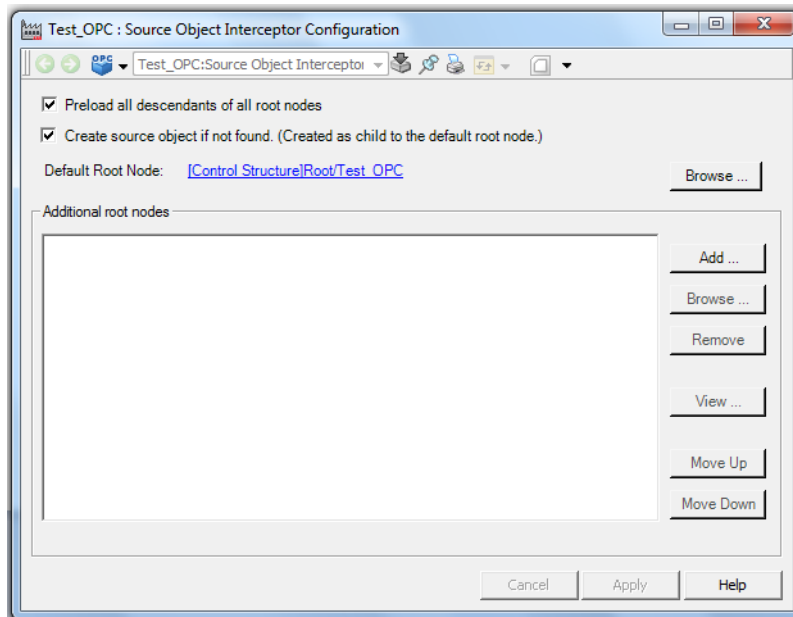 Test_OPC : Source Object Interceptor Configuration
OPC Test_OPC:Source Object Interceptor
Preload all descendants of all root nodes
Create source object if not found. (Created as child to the default root node.)
Default Root Node: [Control Structure]Root/Test_OPC Browse ...
Additional root nodes
Add ...
Browse ...
Remove
View ...
Move Up
Move Down
Cancel Apply Help